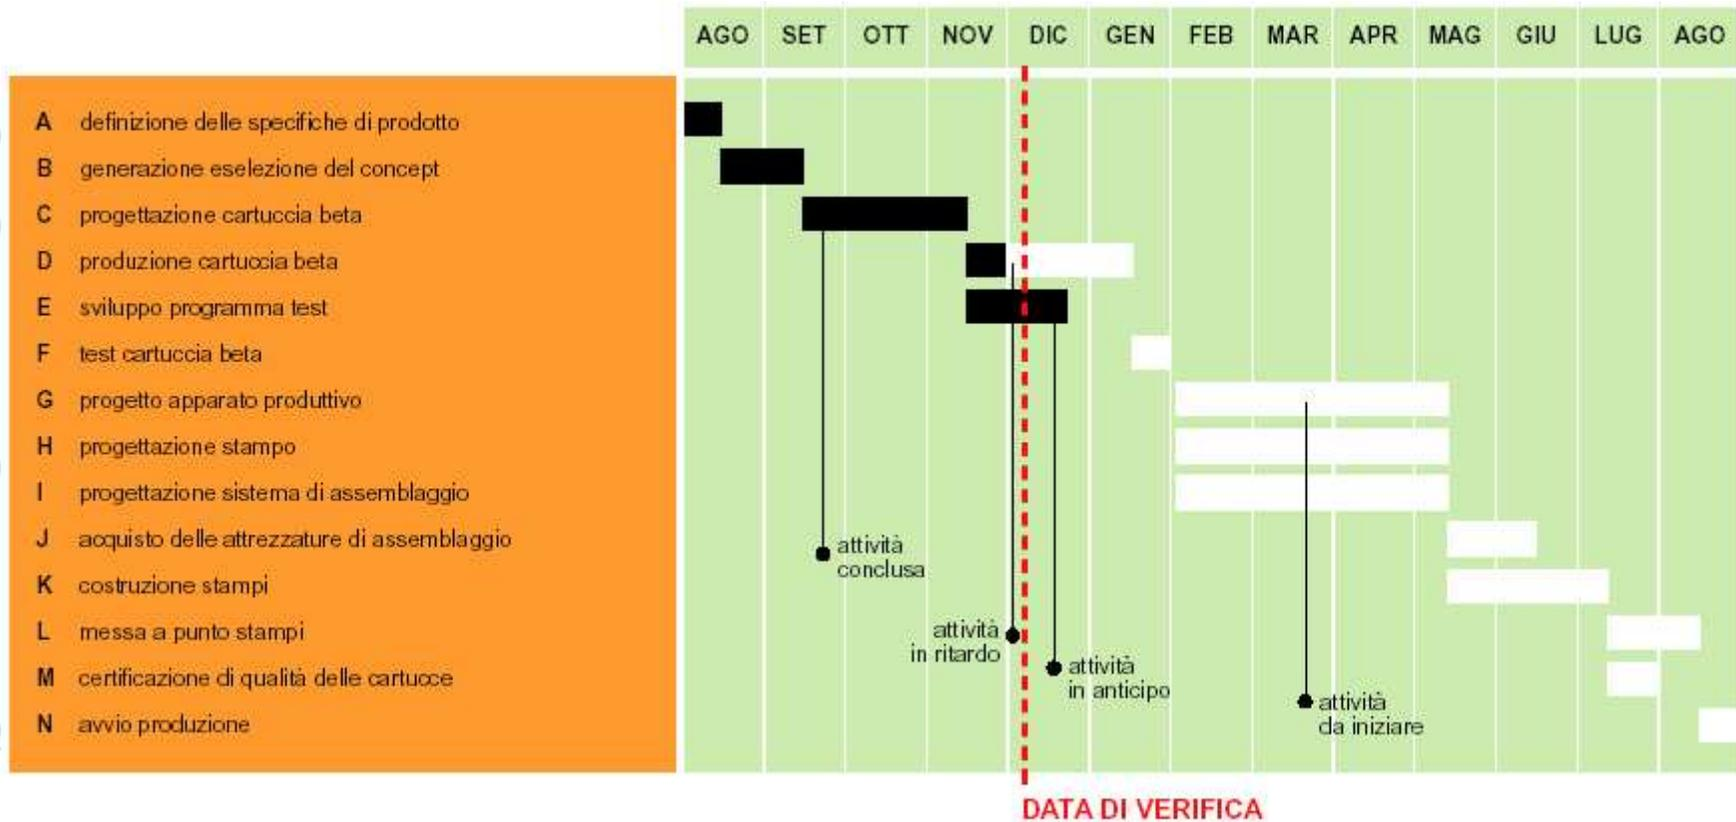 AGO SET OTT NOV DIC GEN FEB MAR APR MAG GIU LUG AGO
A definizione delle specifiche di prodotto
B generazione eselezione del concept
C progettazione cartuccia beta
D produzione cartuccia beta
E sviluppo programma test
F test cartuccia beta
G progetto apparato produttivo
H progettazione stampo
I progettazione sistema di assemblaggio
J acquisto delle attrezzature di assemblaggio
K costruzione stampi
L messa a punto stampi
M certificazione di qualità delle cartucce
N avvio produzione
attività
conclusa
attività
in ritardo
attività
in anticipo
attività
da iniziare
DATA DI VERIFICA